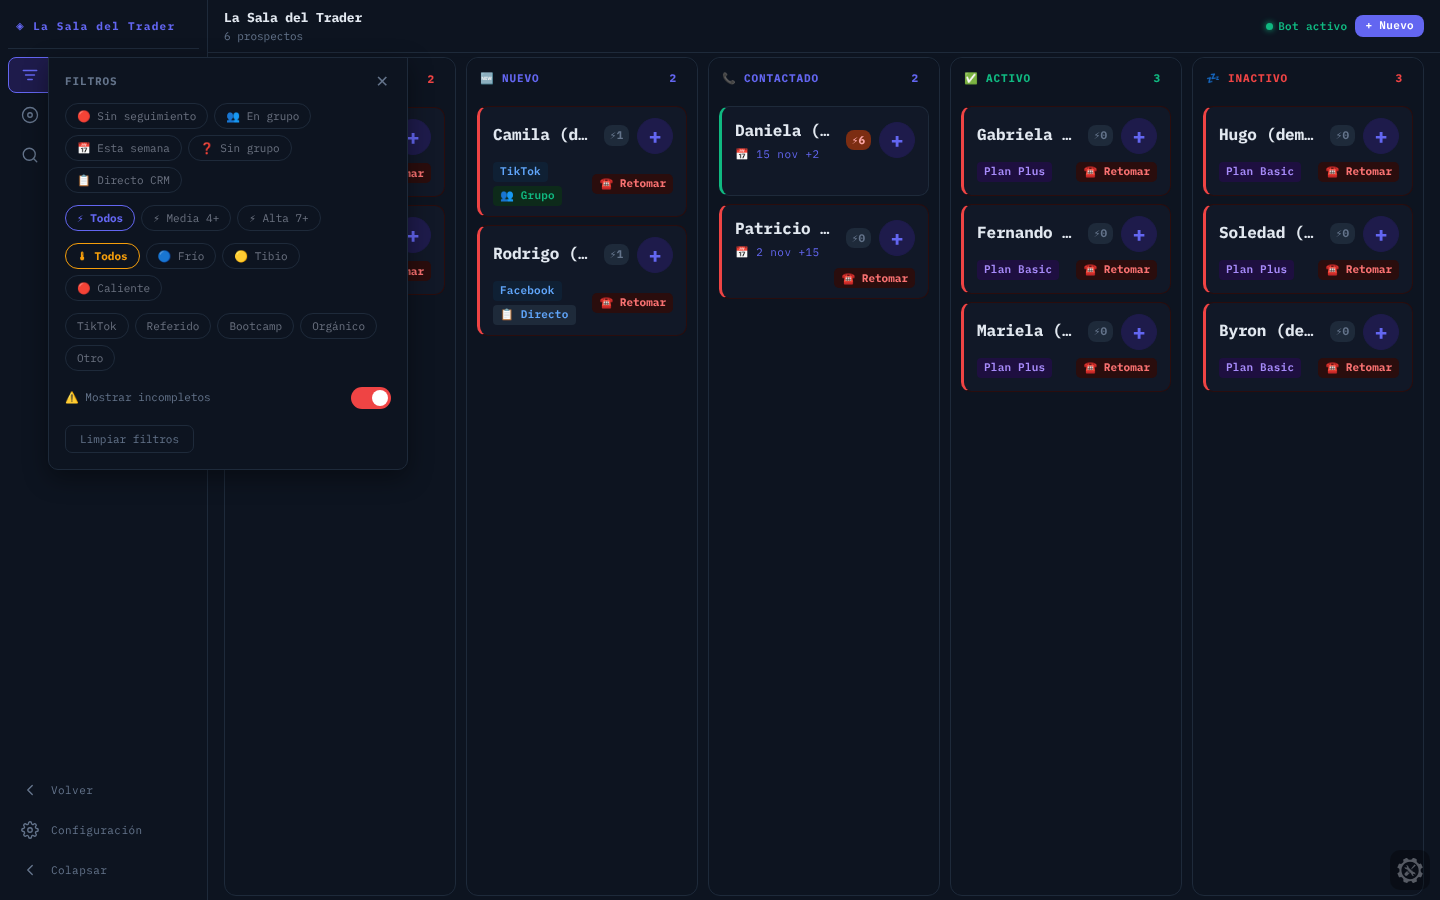 ◈ La Sala del Trader
La Sala del Trader
6 prospectos
Bot activo
+ Nuevo
FILTROS
Sin seguimiento
En grupo
Esta semana
Sin grupo
Directo CRM
Todos
Media 4+
Alta 7+
Todos
Frío
Tibio
Caliente
TikTok
Referido
Bootcamp
Orgánico
Otro
Mostrar incompletos
Limpiar filtros
Volver
Configuración
Colapsar
2
NUEVO
2
Camila (d…
⚡1
+
TikTok
Grupo
Retomar
Rodrigo (…
⚡1
+
Facebook
Directo
Retomar
CONTACTADO
2
Daniela (…
⚡6
+
15 nov +2
Patricio …
⚡0
+
2 nov +15
Retomar
ACTIVO
3
Gabriela …
⚡0
+
Plan Plus
Retomar
Fernando …
⚡0
+
Plan Basic
Retomar
Mariela (…
⚡0
+
Plan Plus
Retomar
INACTIVO
3
Hugo (dem…
⚡0
+
Plan Basic
Retomar
Soledad (…
⚡0
+
Plan Plus
Retomar
Byron (de…
⚡0
+
Plan Basic
Retomar